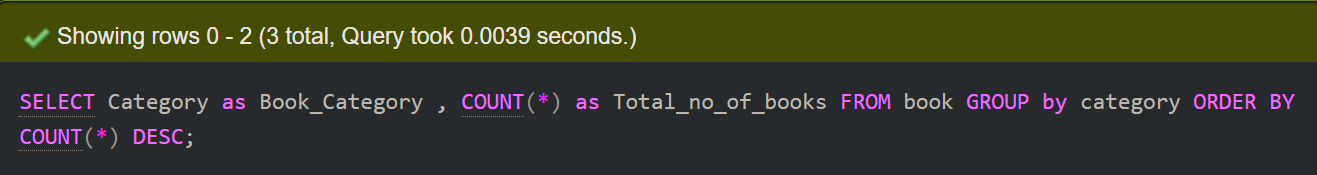 Showing rows 0 - 2 (3 total, Query took 0.0039 seconds.)
SELECT Category as Book_Category , COUNT(*) as Total_no_of_books FROM book GROUP by category ORDER BY
COUNT(*) DESC;